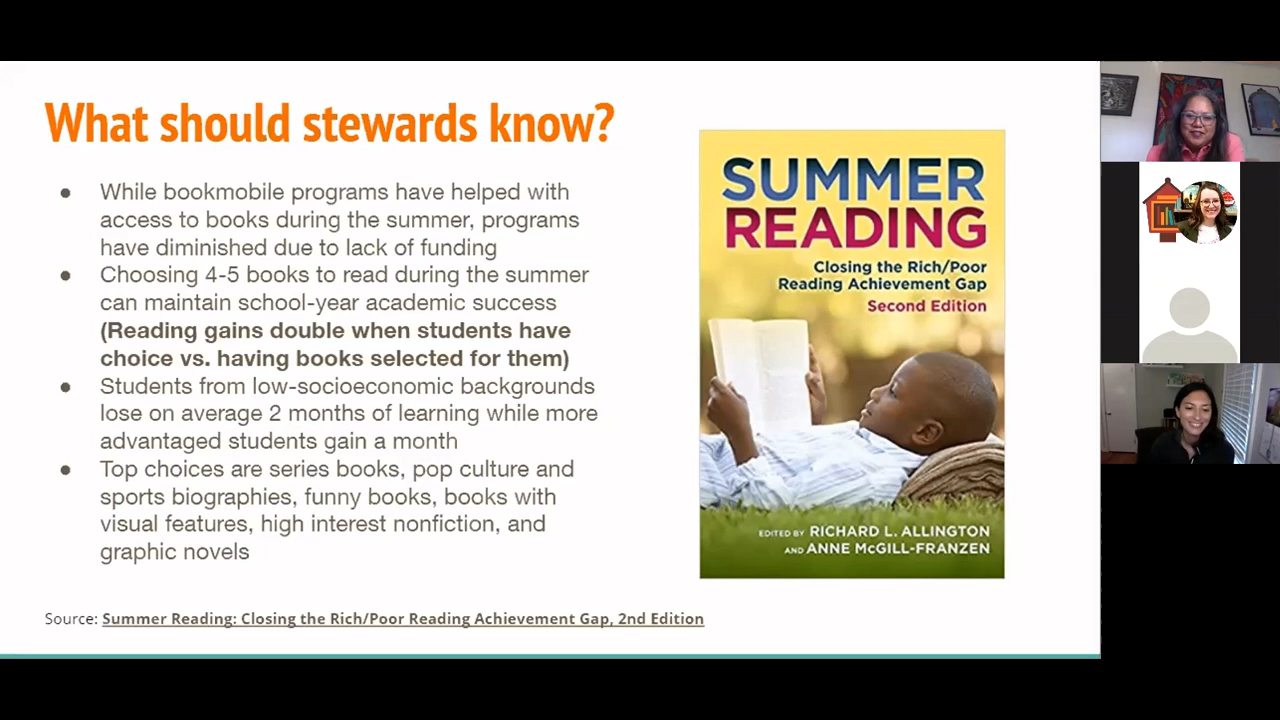 What should stewards know?
● While bookmobile programs have helped with
access to books during the summer, programs
have diminished due to lack of funding
● Choosing 4-5 books to read during the summer
can maintain school-year academic success
(Reading gains double when students have
choice vs. having books selected for them)
● Students from low-socioeconomic backgrounds
lose on average 2 months of learning while more
advantaged students gain a month
● Top choices are series books, pop culture and
sports biographies, funny books, books with
visual features, high interest nonfiction, and
graphic novels
Source: Summer Reading: Closing the Rich/Poor Reading Achievement Gap, 2nd Edition
SUMMER
READING
Closing the Rich/Poor
Reading Achievement Gap
Second Edition
EDITED BY RICHARD L. ALLINGTON
AND ANNE McGILL-FRANZEN